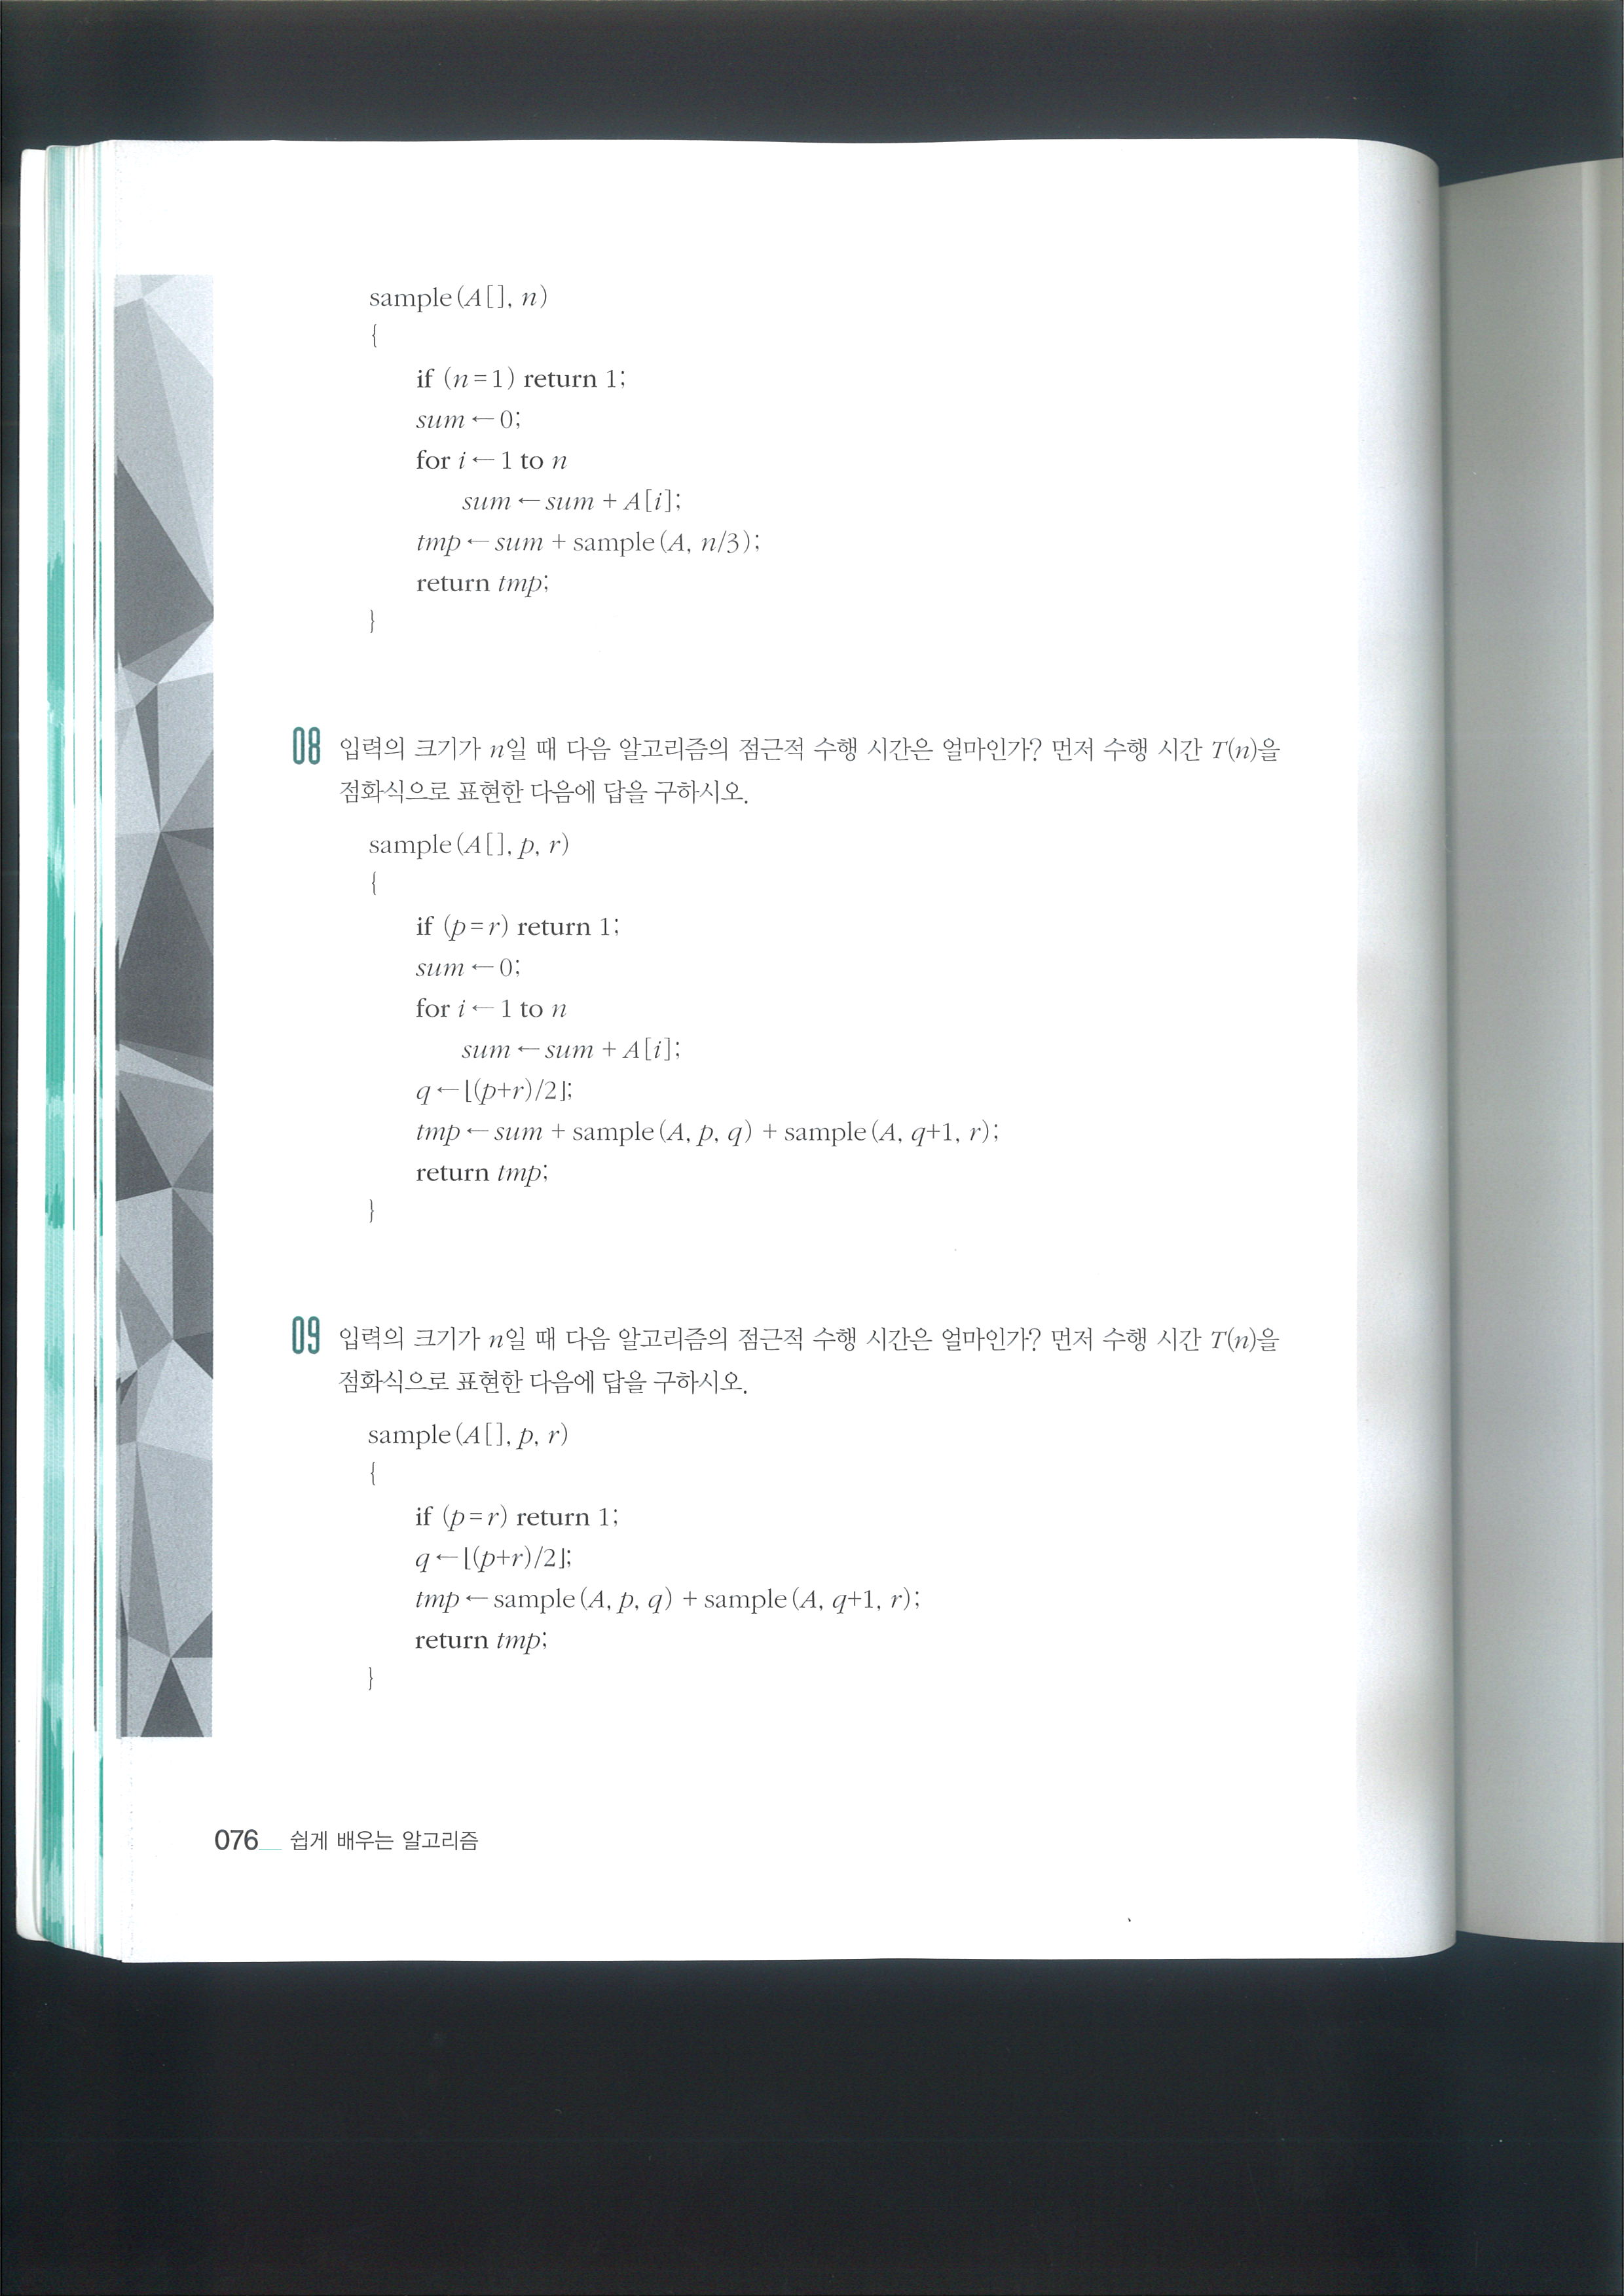 sample(A[], n)
{
if (n=1) return 1;
sum ← 0;
for i ← 1 to n
sum ← sum + A[i];
tmp ← sum + sample(A, n/3);
return tmp;
}
08 입력의 크기가 n일 때 다음 알고리즘의 점근적 수행 시간은 얼마인가? 먼저 수행 시간 T(n)을
점화식으로 표현한 다음에 답을 구하시오.
sample(A[], p, r)
{
if (p=r) return 1;
sum ← 0;
for i ← 1 to n
sum ← sum + A[i];
q ← ⌊(p+r)/2⌋;
tmp ← sum + sample(A, p, q) + sample(A, q+1, r);
return tmp;
}
09 입력의 크기가 n일 때 다음 알고리즘의 점근적 수행 시간은 얼마인가? 먼저 수행 시간 T(n)을
점화식으로 표현한 다음에 답을 구하시오.
sample(A[], p, r)
{
if (p=r) return 1;
q ← ⌊(p+r)/2⌋;
tmp ← sample(A, p, q) + sample(A, q+1, r);
return tmp;
}
076 쉽게 배우는 알고리즘